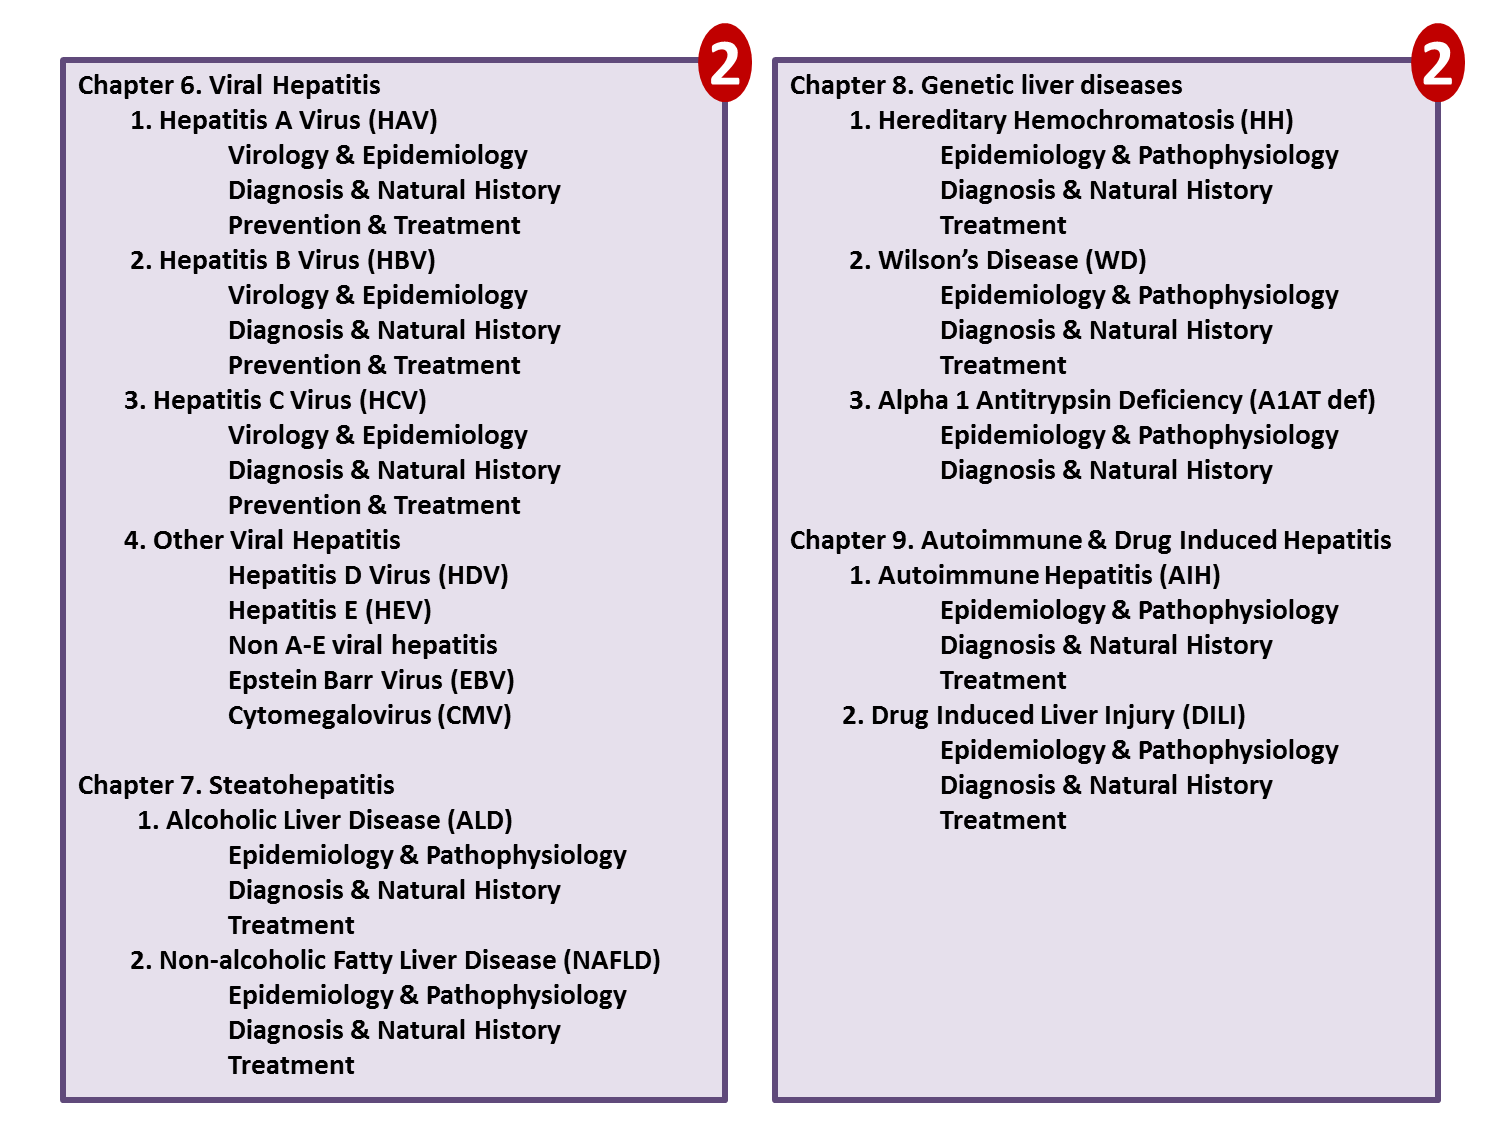 2
Chapter 6. Viral Hepatitis
1. Hepatitis A Virus (HAV)
Virology & Epidemiology
Diagnosis & Natural History
Prevention & Treatment
2. Hepatitis B Virus (HBV)
Virology & Epidemiology
Diagnosis & Natural History
Prevention & Treatment
3. Hepatitis C Virus (HCV)
Virology & Epidemiology
Diagnosis & Natural History
Prevention & Treatment
4. Other Viral Hepatitis
Hepatitis D Virus (HDV)
Hepatitis E (HEV)
Non A-E viral hepatitis
Epstein Barr Virus (EBV)
Cytomegalovirus (CMV)
Chapter 7. Steatohepatitis
1. Alcoholic Liver Disease (ALD)
Epidemiology & Pathophysiology
Diagnosis & Natural History
Treatment
2. Non-alcoholic Fatty Liver Disease (NAFLD)
Epidemiology & Pathophysiology
Diagnosis & Natural History
Treatment
2
Chapter 8. Genetic liver diseases
1. Hereditary Hemochromatosis (HH)
Epidemiology & Pathophysiology
Diagnosis & Natural History
Treatment
2. Wilson’s Disease (WD)
Epidemiology & Pathophysiology
Diagnosis & Natural History
Treatment
3. Alpha 1 Antitrypsin Deficiency (A1AT def)
Epidemiology & Pathophysiology
Diagnosis & Natural History
Chapter 9. Autoimmune & Drug Induced Hepatitis
1. Autoimmune Hepatitis (AIH)
Epidemiology & Pathophysiology
Diagnosis & Natural History
Treatment
2. Drug Induced Liver Injury (DILI)
Epidemiology & Pathophysiology
Diagnosis & Natural History
Treatment